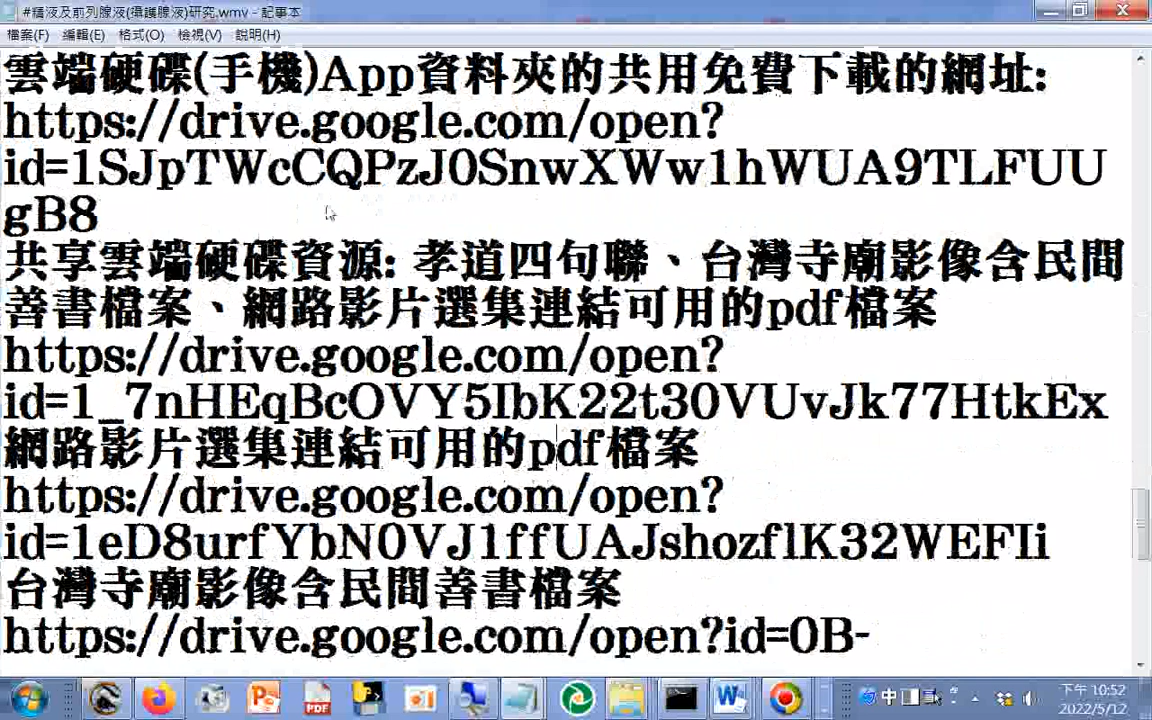 #精液及前列腺液(攝護腺液)研究.wmv - 記事本
檔案(F) 編輯(E) 格式(O) 檢視(V) 說明(H)
雲端硬碟(手機)App資料夾的共用免費下載的網址:
https://drive.google.com/open?
id=1SJpTWcCQPzJ0SnwXWw1hWUA9TLFUU
gB8
共享雲端硬碟資源: 孝道四句聯、台灣寺廟影像含民間
善書檔案、網路影片選集連結可用的pdf檔案
https://drive.google.com/open?
id=1_7nHEqBcOVY5IbK22t30VUvJk77HtkEx
網路影片選集連結可用的pdf檔案
https://drive.google.com/open?
id=1eD8urfYbN0VJ1ffUAJshozflK32WEFIi
台灣寺廟影像含民間善書檔案
https://drive.google.com/open?id=0B-
中
下午 10:52
2022/5/12